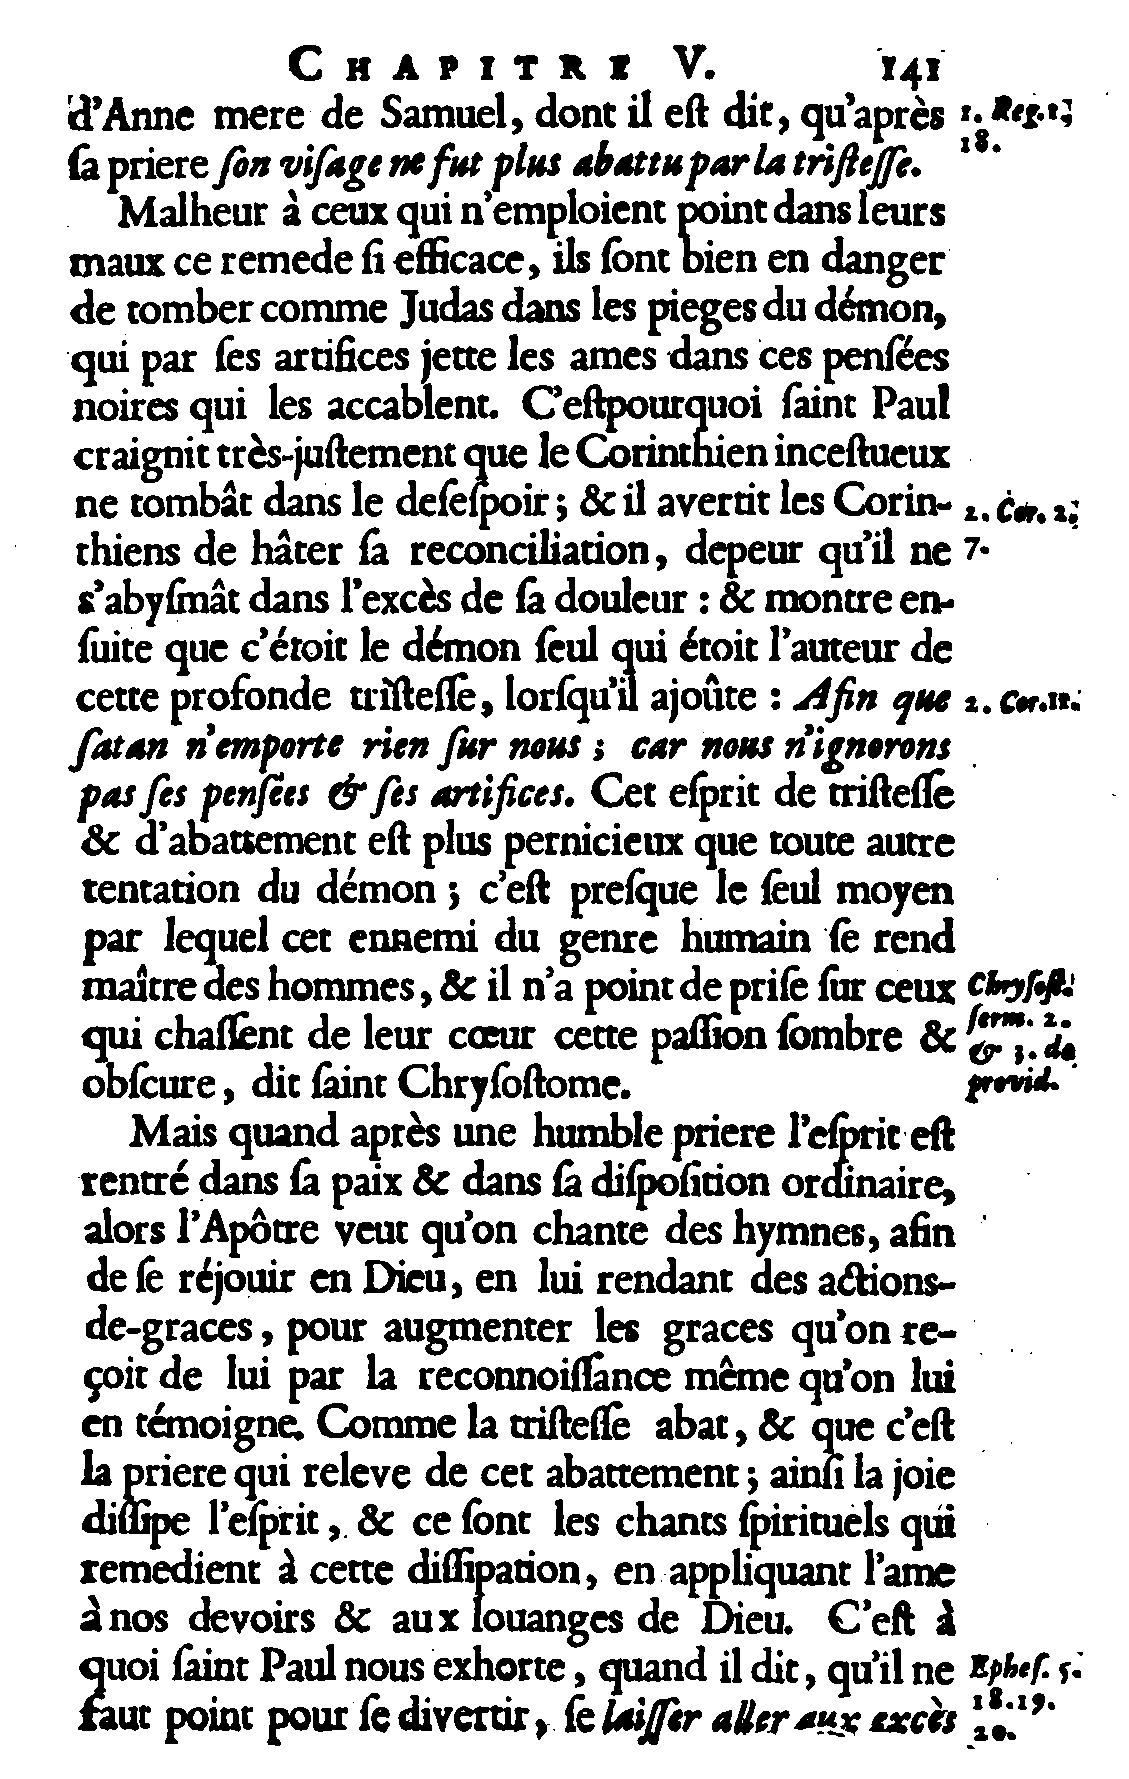 CHAPITRE V. 141
d'Anne mere de Samuel, dont il eſt dit, qu'après
ſa priere ſon viſage ne fut plus abattu par la triſteſſe.
1. Reg. 1.
18.
Malheur à ceux qui n'emploient point dans leurs
maux ce remede ſi efficace, ils ſont bien en danger
de tomber comme Judas dans les pieges du démon,
qui par ſes artifices jette les ames dans ces penſées
noires qui les accablent. C'eſtpourquoi ſaint Paul
craignit très-juſtement que le Corinthien inceſtueux
ne tombât dans le deſeſpoir ; & il avertit les Corin-
thiens de hâter ſa reconciliation, depeur qu'il ne
2. Cor. 2.
7.
s'abyſmât dans l'excès de ſa douleur : & montre en-
ſuite que c'étoit le démon ſeul qui étoit l'auteur de
cette profonde triſteſſe, lorſqu'il ajoûte : Afin que
2. Cor. 11.
ſatan n'emporte rien ſur nous ; car nous n'ignorons
pas ſes penſées & ſes artifices. Cet eſprit de triſteſſe
& d'abattement eſt plus pernicieux que toute autre
tentation du démon ; c'eſt preſque le ſeul moyen
par lequel cet ennemi du genre humain ſe rend
maître des hommes, & il n'a point de priſe ſur ceux
qui chaſſent de leur cœur cette paſſion ſombre &
obſcure, dit ſaint Chryſoſtome.
Chryſoſt.
ſerm. 2.
& 3. de
provid.
Mais quand après une humble priere l'eſprit eſt
rentré dans ſa paix & dans ſa diſpoſition ordinaire,
alors l'Apôtre veut qu'on chante des hymnes, afin
de ſe réjouir en Dieu, en lui rendant des actions-
de-graces, pour augmenter les graces qu'on re-
çoit de lui par la reconnoiſſance même qu'on lui
en témoigne. Comme la triſteſſe abat, & que c'eſt
la priere qui releve de cet abattement ; ainſi la joie
diſſipe l'eſprit, & ce ſont les chants ſpirituels qui
remedient à cette diſſipation, en appliquant l'ame
à nos devoirs & aux louanges de Dieu. C'eſt à
quoi ſaint Paul nous exhorte, quand il dit, qu'il ne
faut point pour ſe divertir, ſe laiſſer aller aux excès
Epheſ. 5.
18.19.
20.